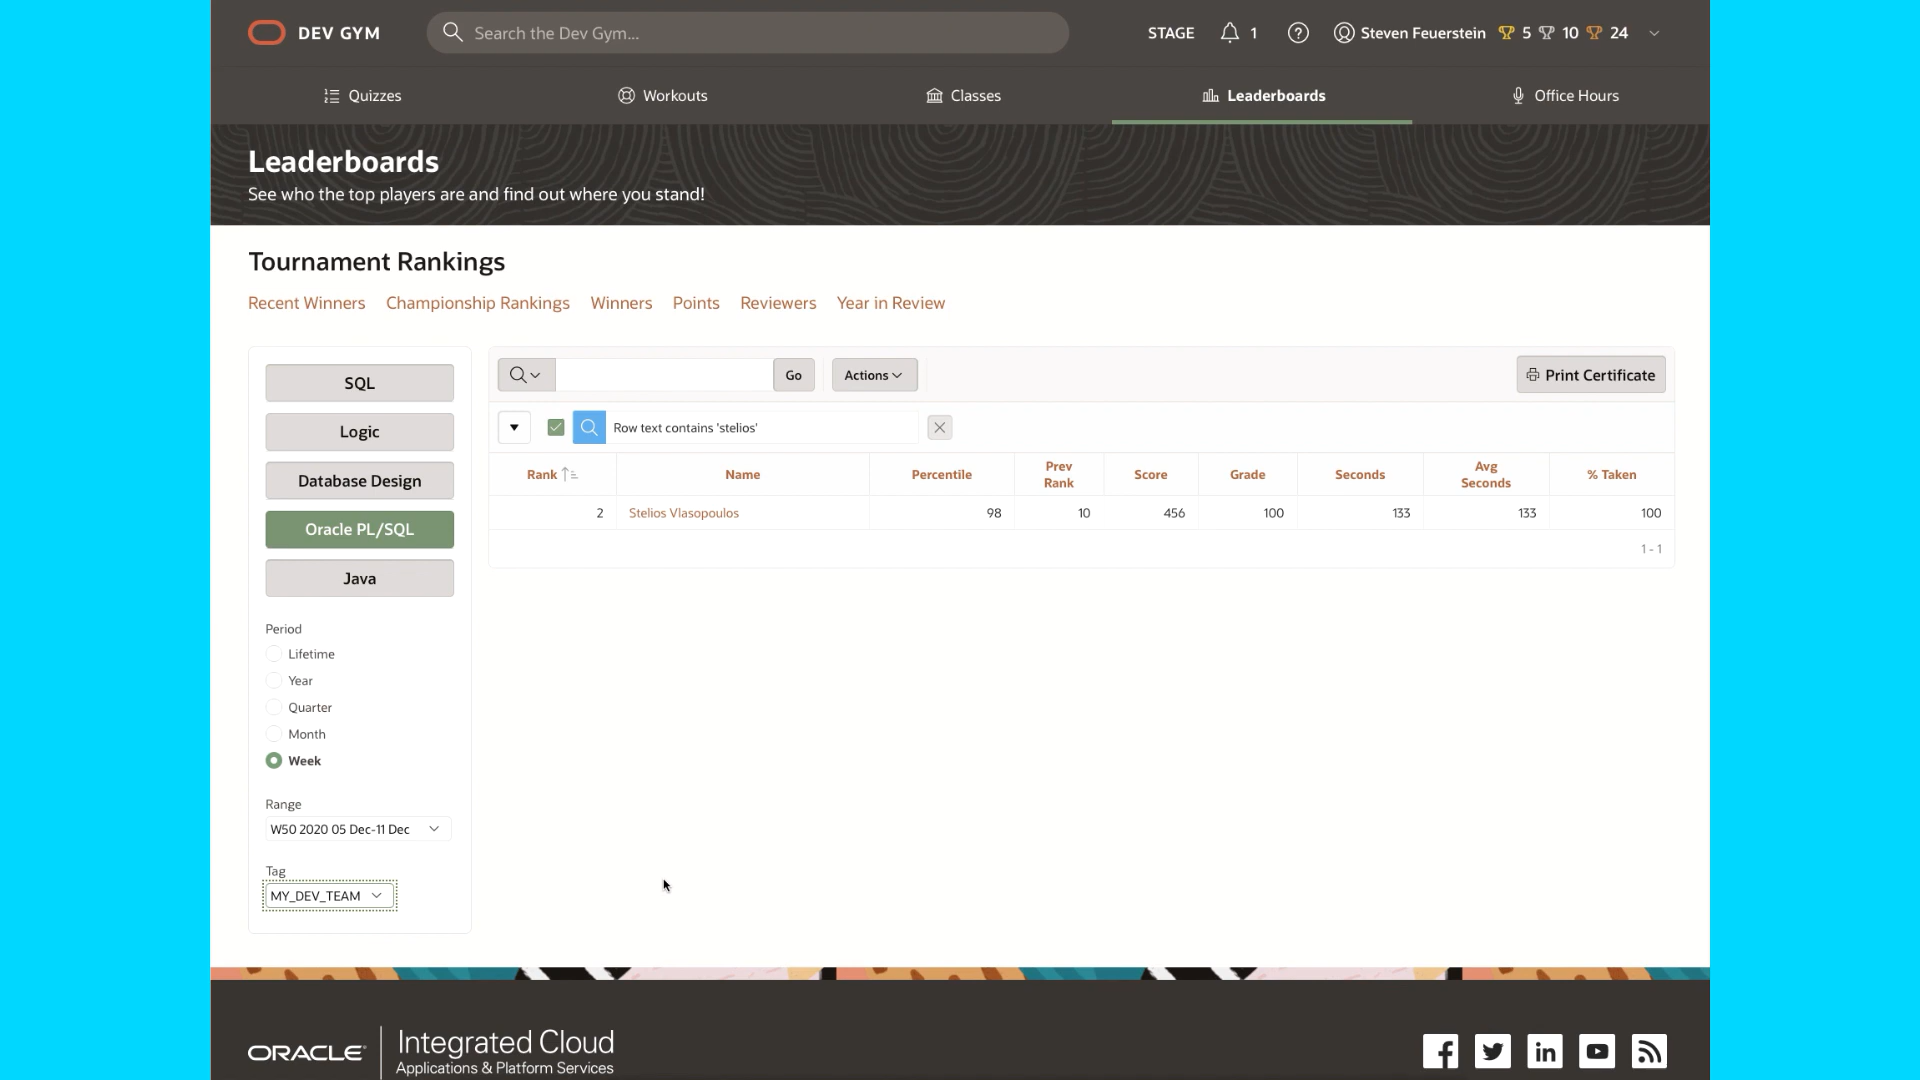 DEV GYM
Search the Dev Gym...
STAGE
1
Steven Feuerstein
5
10
24
Quizzes
Workouts
Classes
Leaderboards
Office Hours
Leaderboards
See who the top players are and find out where you stand!
Tournament Rankings
Recent Winners Championship Rankings Winners Points Reviewers Year in Review
SQL
Logic
Database Design
Oracle PL/SQL
Java
Period
Lifetime
Year
Quarter
Month
Week
Range
W50 2020 05 Dec-11 Dec
Tag
MY_DEV_TEAM
Go
Actions
Print Certificate
Row text contains 'stelios'
Rank Name Percentile Prev Rank Score Grade Seconds Avg Seconds % Taken
2 Stelios Vlasopoulos 98 10 456 100 133 133 100
1 - 1
ORACLE
Integrated Cloud
Applications & Platform Services